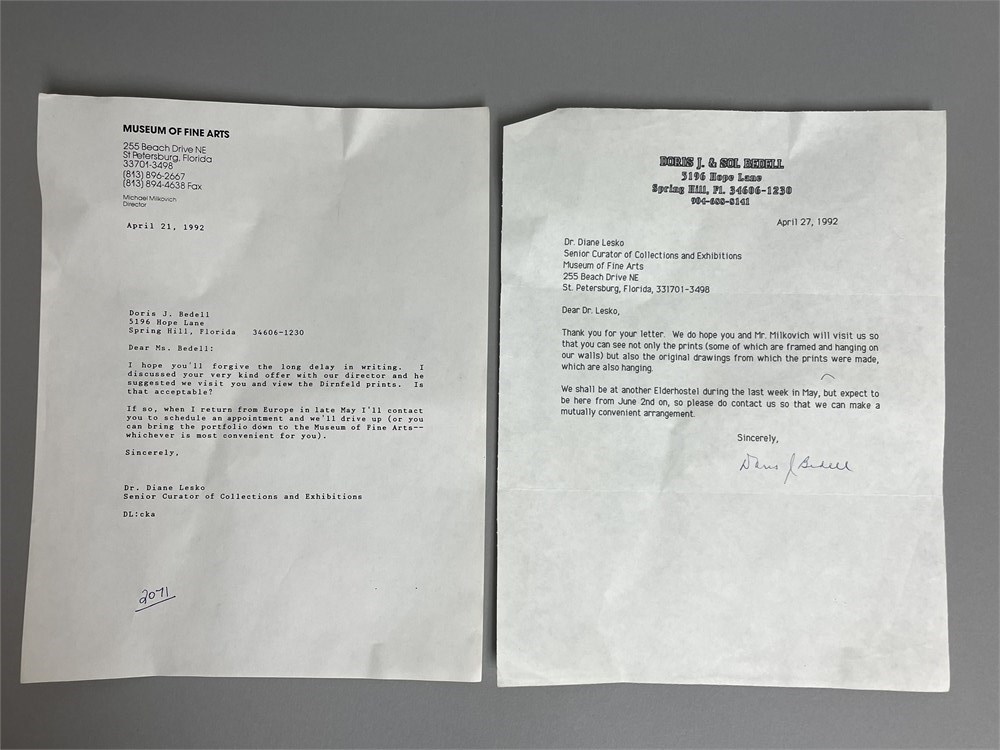 MUSEUM OF FINE ARTS
255 Beach Drive NE
St Petersburg, Florida
33701-3498
(813) 896-2667
(813) 894-4638 Fax
Michael Milkovich
Director
April 21, 1992
Doris J. Bedell
5196 Hope Lane
Spring Hill, Florida 34606-1230
Dear Ms. Bedell:
I hope you'll forgive the long delay in writing. I
discussed your very kind offer with our director and he
suggested we visit you and view the Dirnfeld prints. Is
that acceptable?
If so, when I return from Europe in late May I'll contact
you to schedule an appointment and we'll drive up (or you
can bring the portfolio down to the Museum of Fine Arts--
whichever is most convenient for you).
Sincerely,
Dr. Diane Lesko
Senior Curator of Collections and Exhibitions
DL:cka
2071
DORIS J. & SOL BEDELL
5196 Hope Lane
Spring Hill, Fl. 34606-1230
904-688-8141
April 27, 1992
Dr. Diane Lesko
Senior Curator of Collections and Exhibitions
Museum of Fine Arts
255 Beach Drive NE
St. Petersburg, Florida, 331701-3498
Dear Dr. Lesko,
Thank you for your letter. We do hope you and Mr. Milkovich will visit us so
that you can see not only the prints (some of which are framed and hanging on
our walls) but also the original drawings from which the prints were made,
which are also hanging.
We shall be at another Elderhostel during the last week in May, but expect to
be here from June 2nd on, so please do contact us so that we can make a
mutually convenient arrangement.
Sincerely,
Doris J Bedell